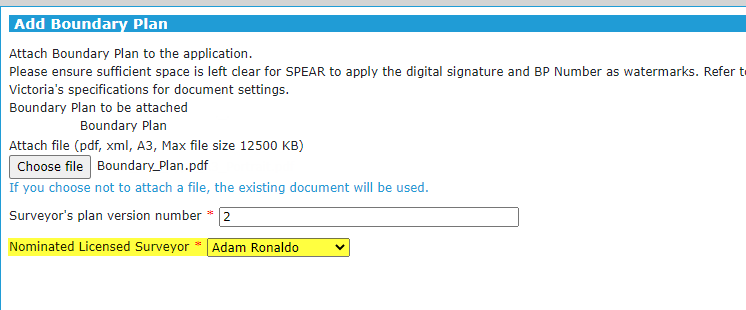 Add Boundary Plan
Attach Boundary Plan to the application.
Please ensure sufficient space is left clear for SPEAR to apply the digital signature and BP Number as watermarks. Refer
Victoria's specifications for document settings.
Boundary Plan to be attached
Boundary Plan
Attach file (pdf, xml, A3, Max file size 12500 KB)
Choose file Boundary_Plan.pdf
If you choose not to attach a file, the existing document will be used.
Surveyor's plan version number * 2
Nominated Licensed Surveyor * Adam Ronaldo